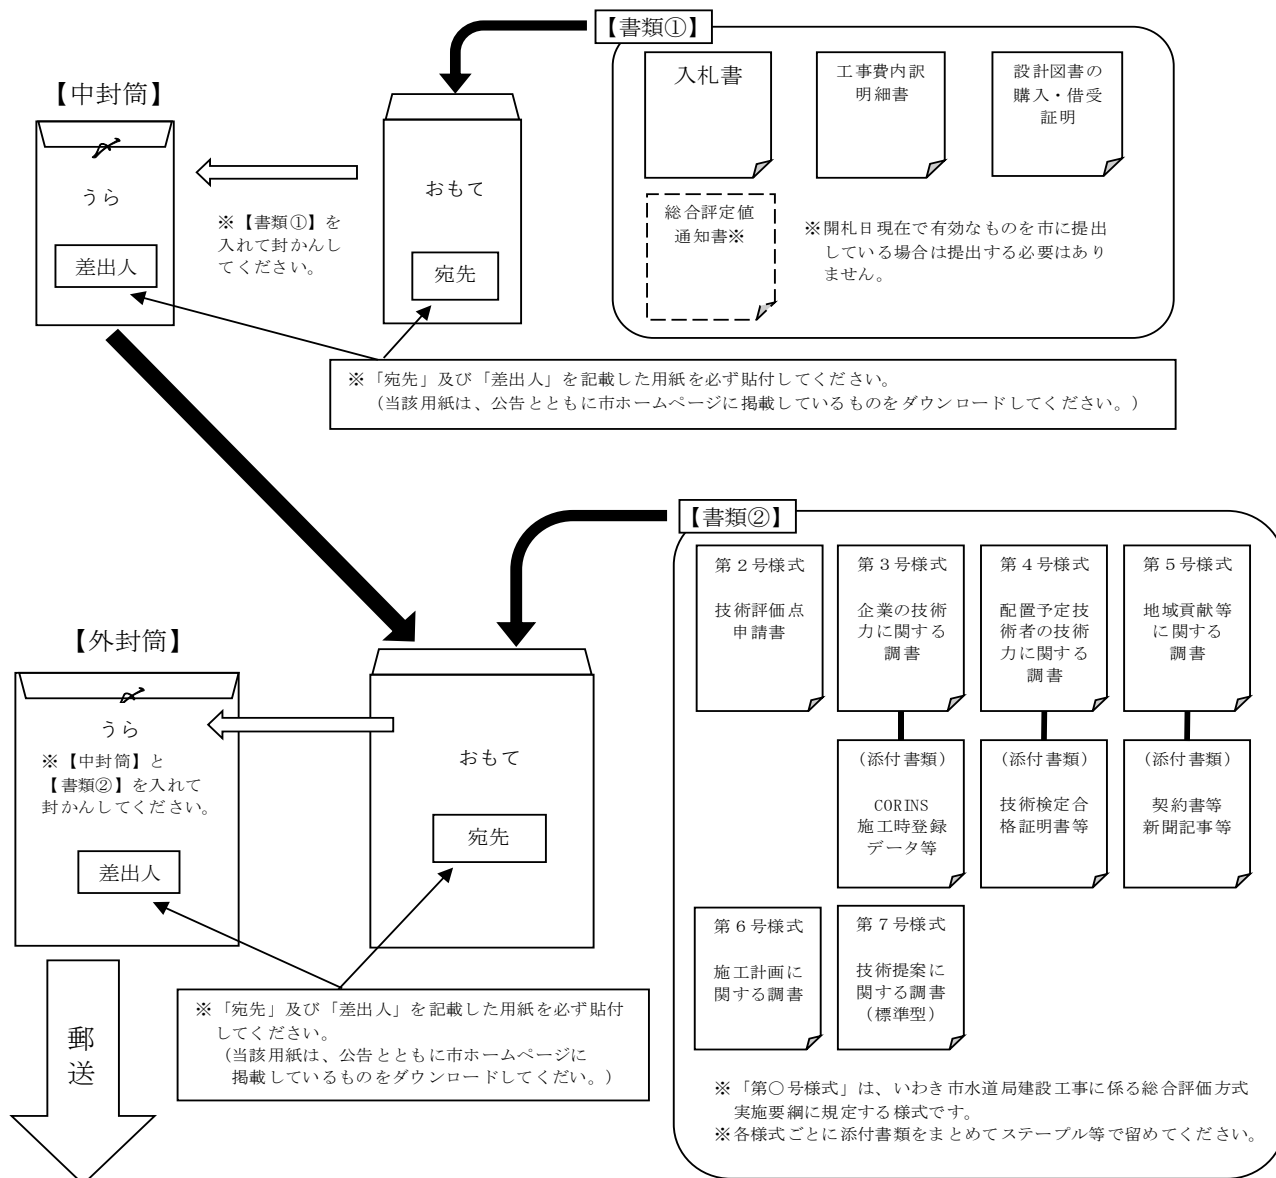 【書類①】
入札書
工事費内訳
明細書
設計図書の
購入・借受
証明
総合評定値
通知書※
※開札日現在で有効なものを市に提出
している場合は提出する必要はあり
ません。
【中封筒】
うら
差出人
※【書類①】を
入れて封かんし
てください。
おもて
宛先
※「宛先」及び「差出人」を記載した用紙を必ず貼付してください。
（当該用紙は、公告とともに市ホームページに掲載しているものをダウンロードしてください。）
【書類②】
第２号様式
技術評価点
申請書
第３号様式
企業の技術
力に関する
調書
第４号様式
配置予定技
術者の技術
力に関する
調書
第５号様式
地域貢献等
に関する
調書
（添付書類）
CORINS
施工時登録
データ等
（添付書類）
技術検定合
格証明書等
（添付書類）
契約書等
新聞記事等
第６号様式
施工計画に
関する調書
第７号様式
技術提案に
関する調書
（標準型）
※「第○号様式」は、いわき市水道局建設工事に係る総合評価方式
実施要綱に規定する様式です。
※各様式ごとに添付書類をまとめてステープル等で留めてください。
【外封筒】
うら
※【中封筒】と
【書類②】を入れて
封かんしてください。
差出人
おもて
宛先
※「宛先」及び「差出人」を記載した用紙を必ず貼付
してください。
（当該用紙は、公告とともに市ホームページに
掲載しているものをダウンロードしてくだい。）
郵
送